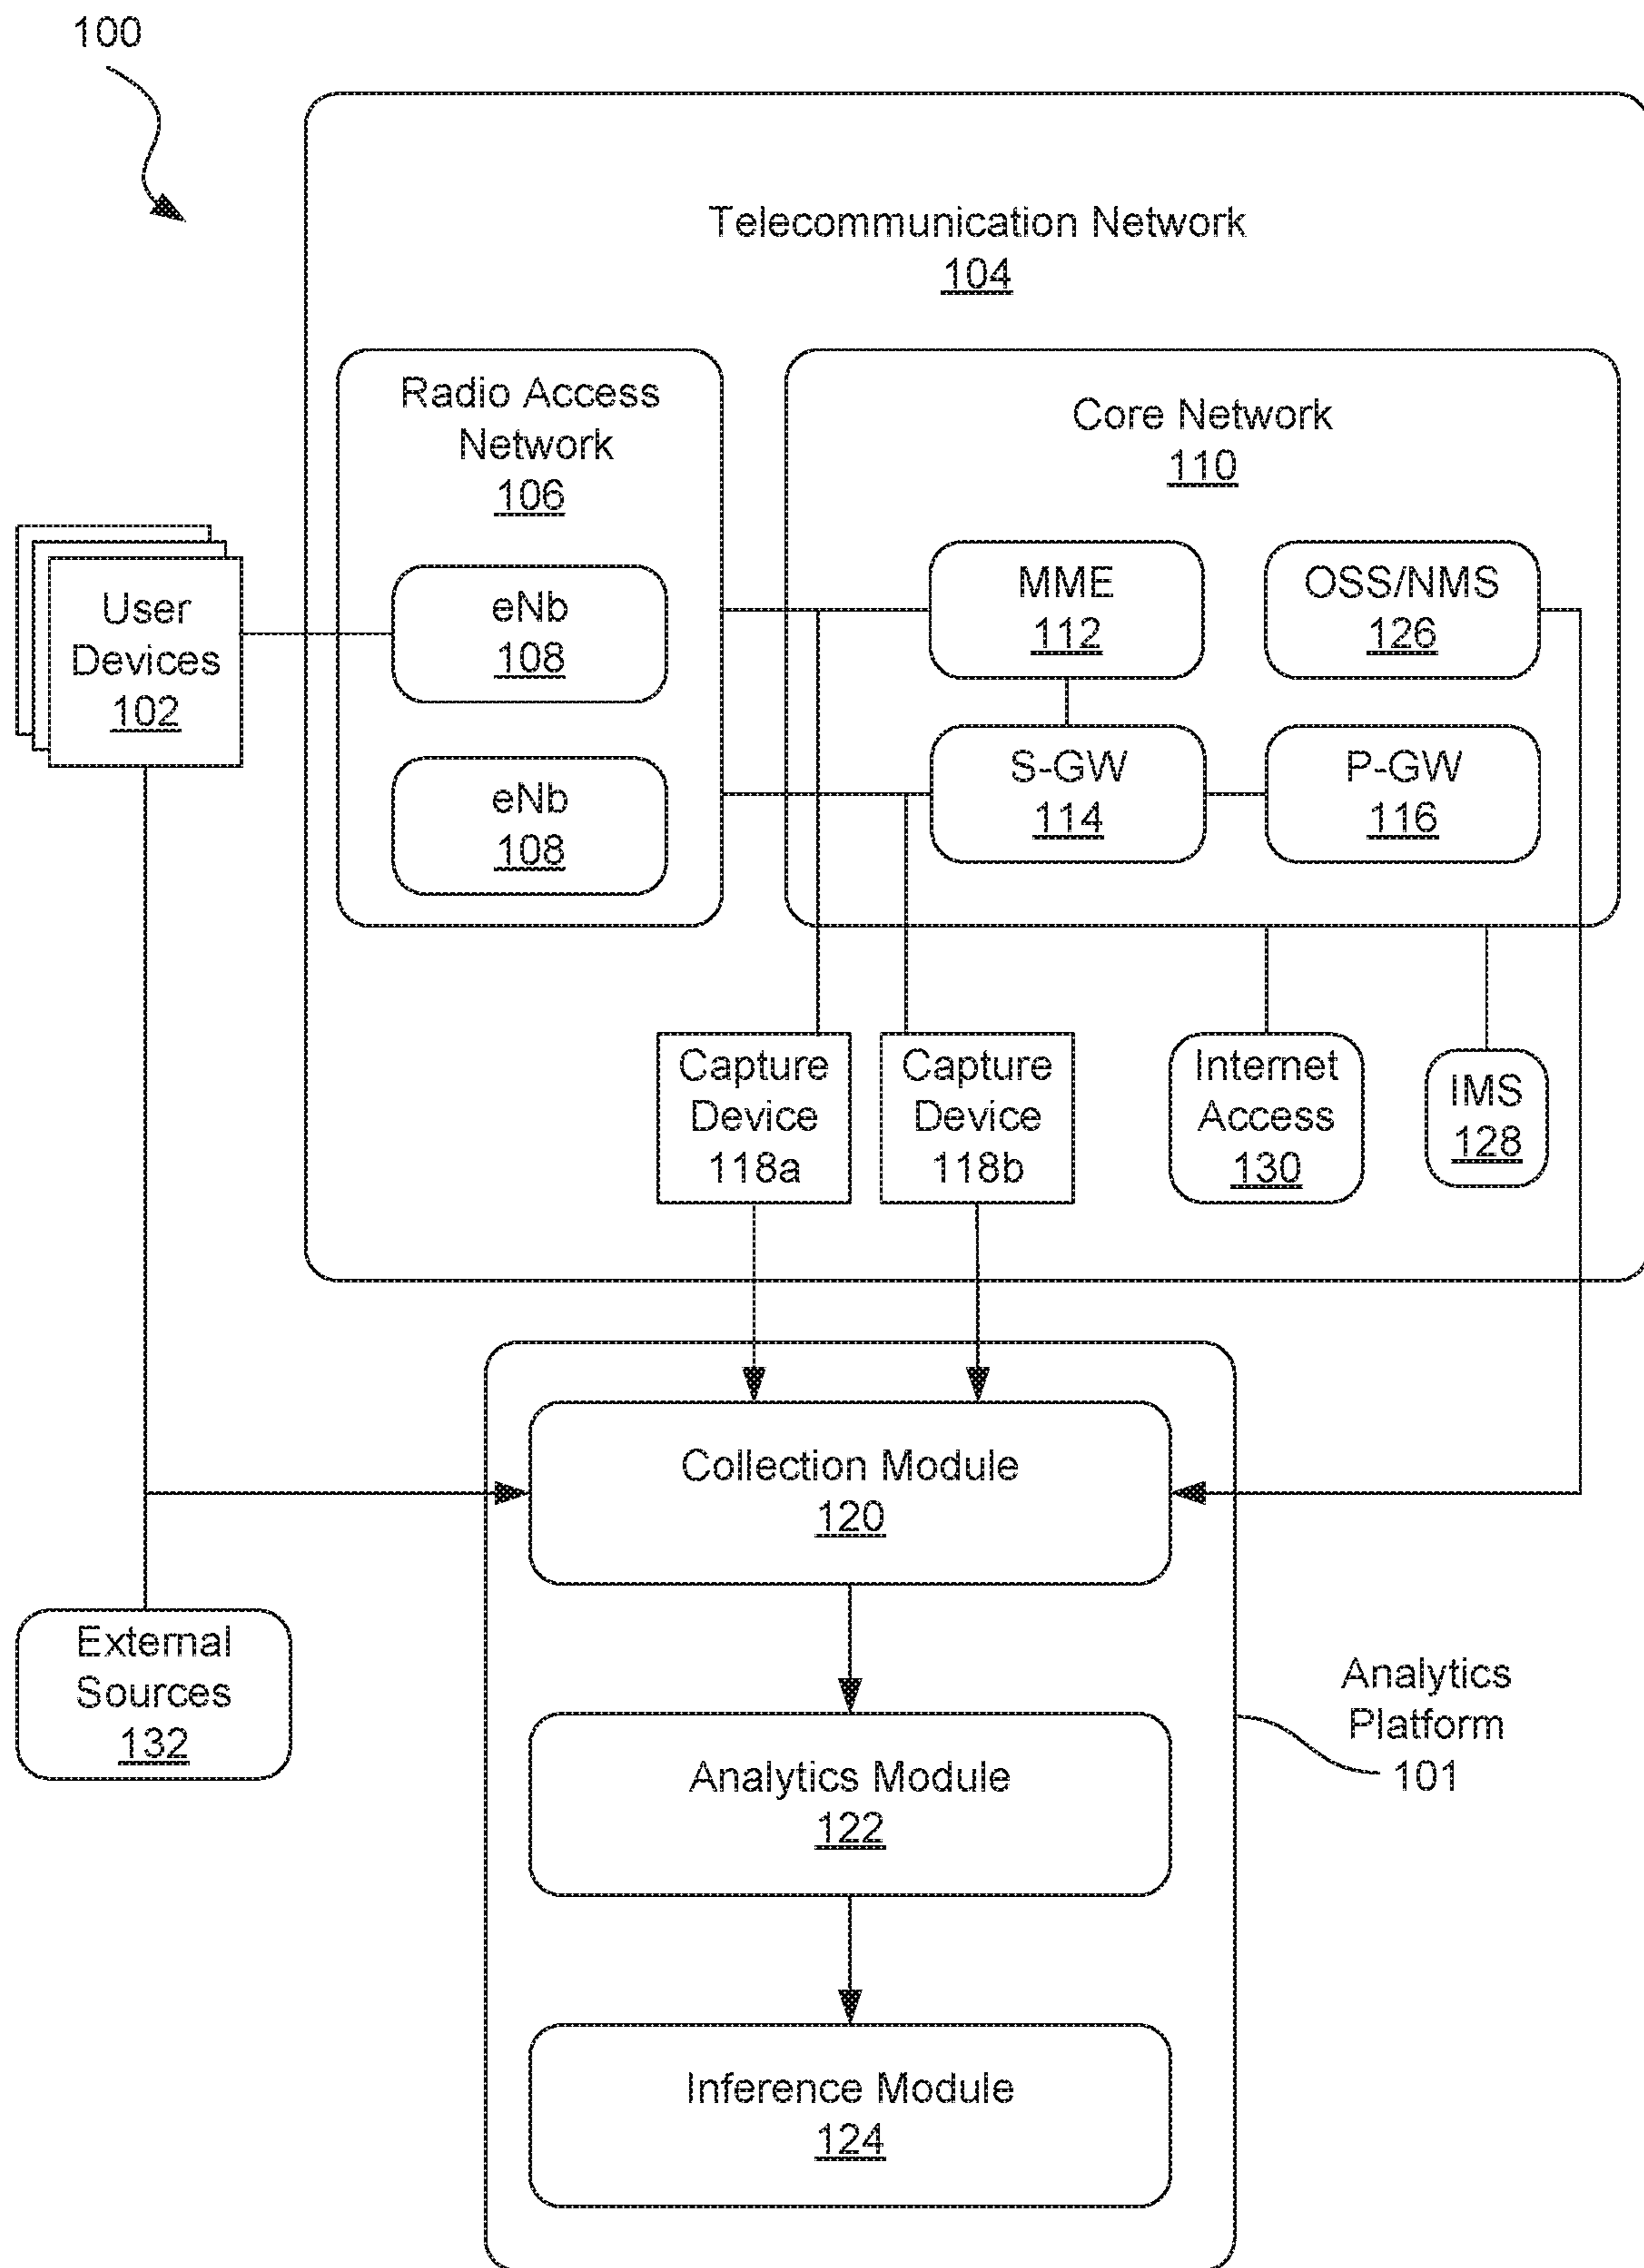 100
Telecommunication Network
104
Radio Access
Network
106
Core Network
110
User
Devices
102
eNb
108
eNb
108
MME
112
OSS/NMS
126
S-GW
114
P-GW
116
Capture
Device
118a
Capture
Device
118b
Internet
Access
130
IMS
128
Collection Module
120
External
Sources
132
Analytics
Platform
101
Analytics Module
122
Inference Module
124